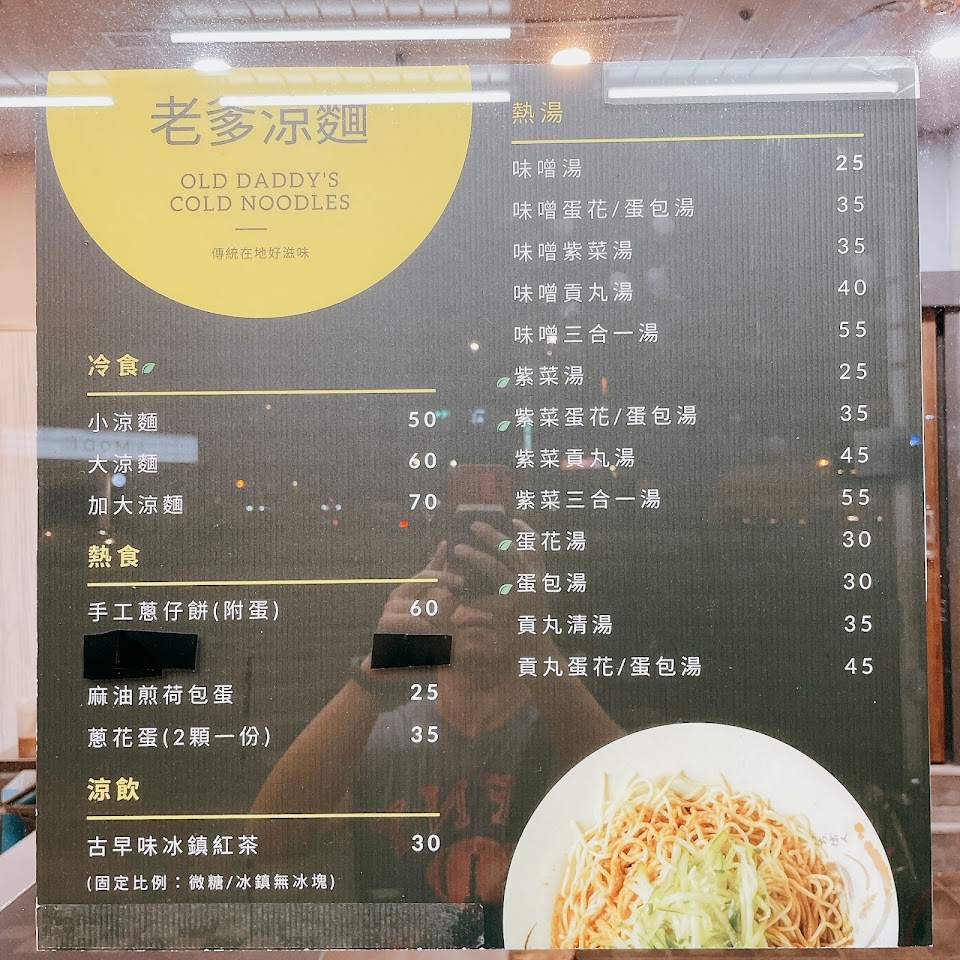 老爹涼麵
OLD DADDY'S
COLD NOODLES
傳統在地好滋味
冷食
小涼麵 50
大涼麵 60
加大涼麵 70
熱食
手工蔥仔餅(附蛋) 60
麻油煎荷包蛋 25
蔥花蛋(2顆一份) 35
涼飲
古早味冰鎮紅茶 30
(固定比例：微糖/冰鎮無冰塊)
熱湯
味噌湯 25
味噌蛋花/蛋包湯 35
味噌紫菜湯 35
味噌貢丸湯 40
味噌三合一湯 55
紫菜湯 25
紫菜蛋花/蛋包湯 35
紫菜貢丸湯 45
紫菜三合一湯 55
蛋花湯 30
蛋包湯 30
貢丸清湯 35
貢丸蛋花/蛋包湯 45